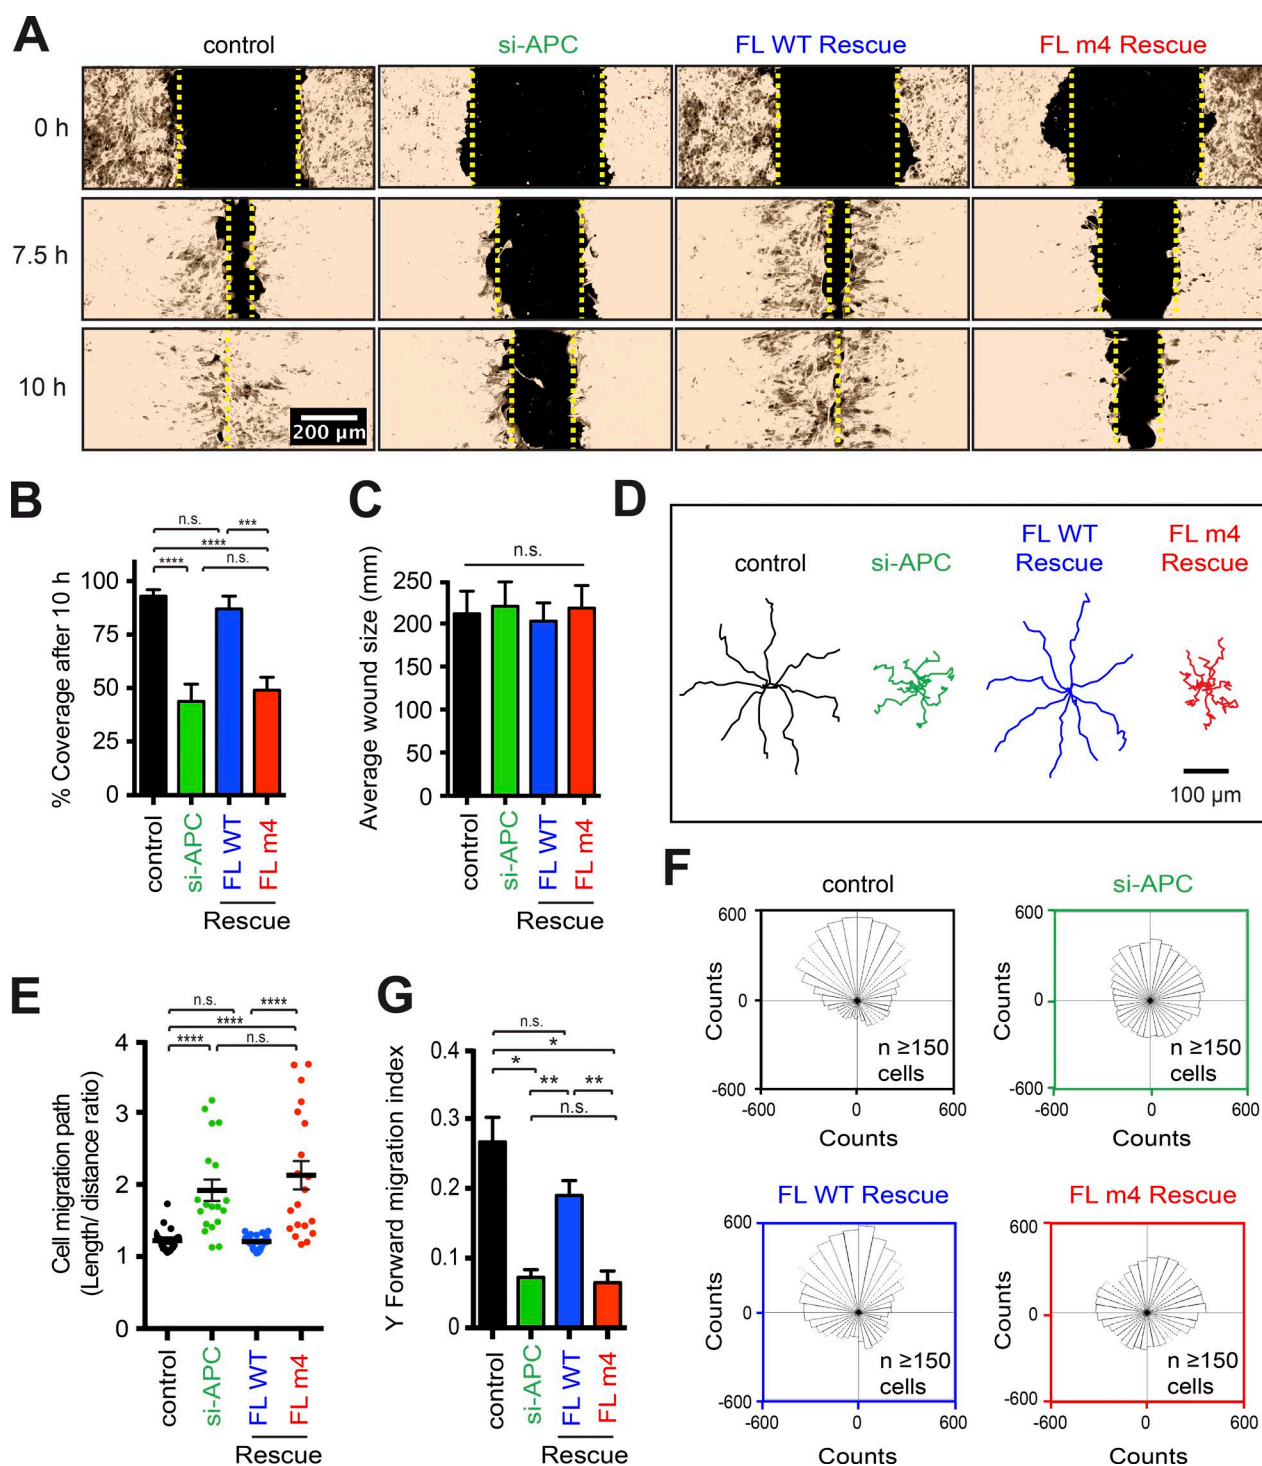 A
control
si-APC
FL WT Rescue
FL m4 Rescue
0 h
7.5 h
10 h
200 µm
B
% Coverage after 10 h
n.s.
***
****
****
n.s.
100
75
50
25
0
control
si-APC
FL WT
FL m4
Rescue
C
Average wound size (mm)
n.s.
250
200
150
100
50
0
control
si-APC
FL WT
FL m4
Rescue
D
control
si-APC
FL WT
Rescue
FL m4
Rescue
100 µm
E
Cell migration path
(Length/ distance ratio)
n.s.
****
****
****
n.s.
4
3
2
1
0
control
si-APC
FL WT
FL m4
Rescue
G
Y Forward migration index
n.s.
*
*
**
**
n.s.
0.4
0.3
0.2
0.1
0
control
si-APC
FL WT
FL m4
Rescue
F
control
600
Counts
0
n ≥150
cells
-600
-600
0
600
Counts
si-APC
600
Counts
0
n ≥150
cells
-600
-600
0
600
Counts
FL WT Rescue
600
Counts
0
n ≥150
cells
-600
-600
0
600
Counts
FL m4 Rescue
600
Counts
0
n ≥150
cells
-600
-600
0
600
Counts